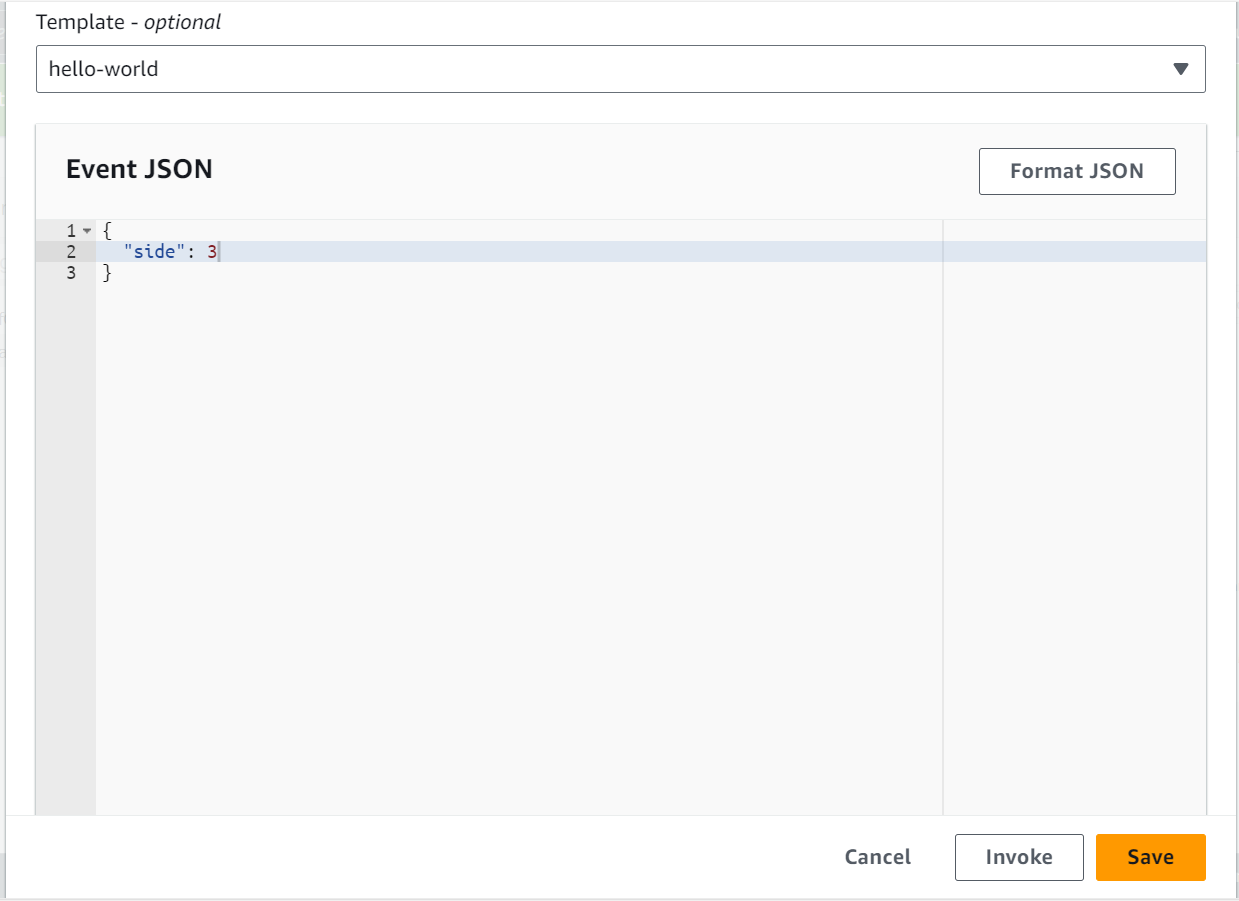 Template - optional
hello-world
Event JSON
Format JSON
1 {
2 "side": 3
3 }
Cancel
Invoke
Save